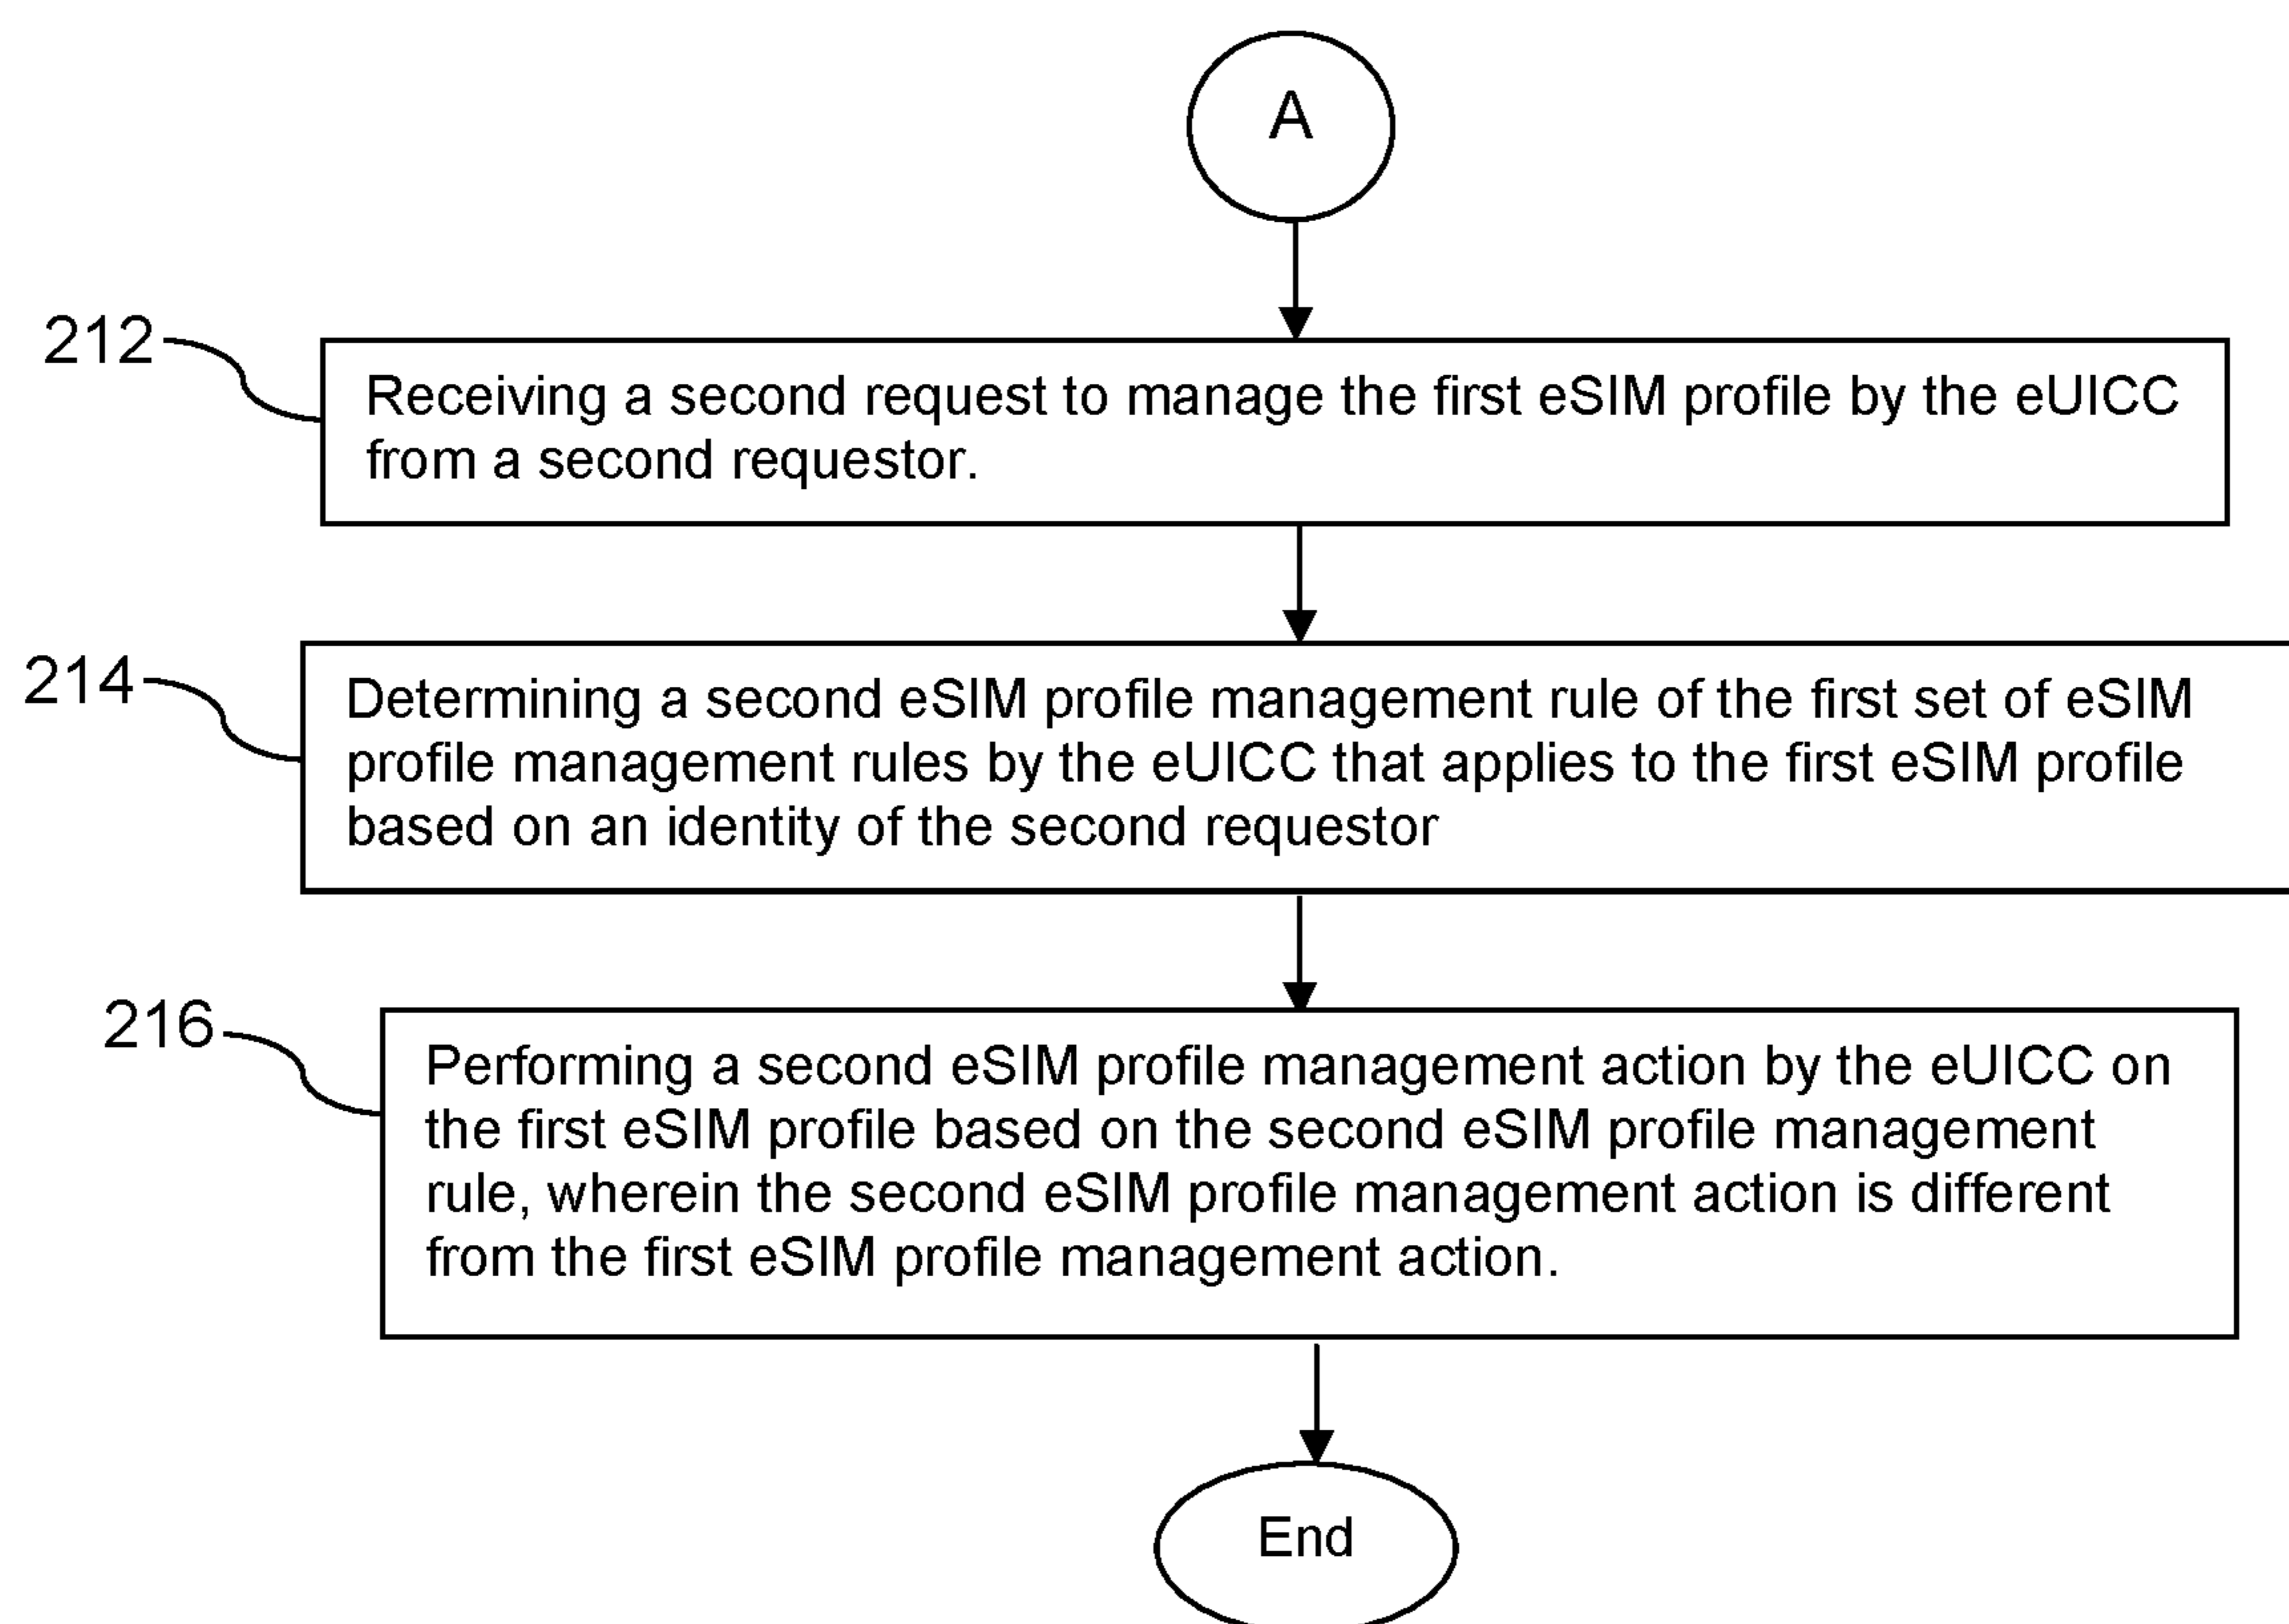 A
212
Receiving a second request to manage the first eSIM profile by the eUICC
from a second requestor.
214
Determining a second eSIM profile management rule of the first set of eSIM
profile management rules by the eUICC that applies to the first eSIM profile
based on an identity of the second requestor
216
Performing a second eSIM profile management action by the eUICC on
the first eSIM profile based on the second eSIM profile management
rule, wherein the second eSIM profile management action is different
from the first eSIM profile management action.
End